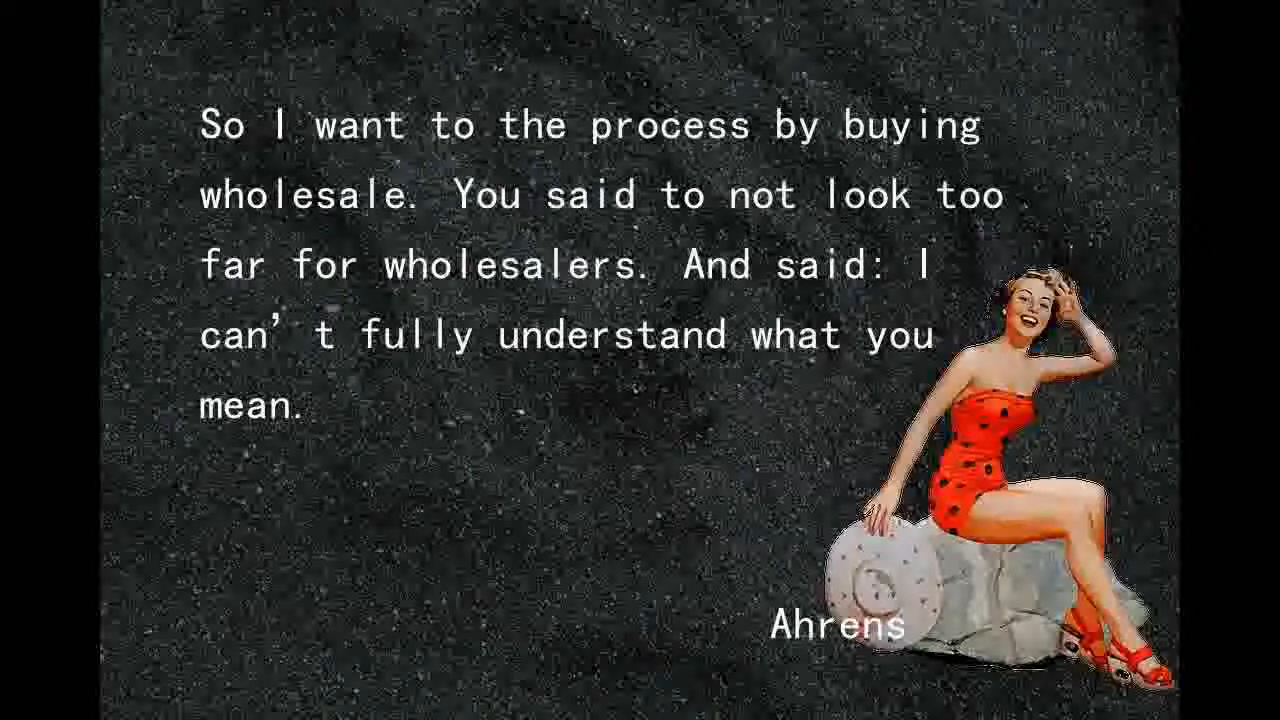 So I want to the process by buying
wholesale. You said to not look too
far for wholesalers. And said: I
can’t fully understand what you
mean.
Ahrens